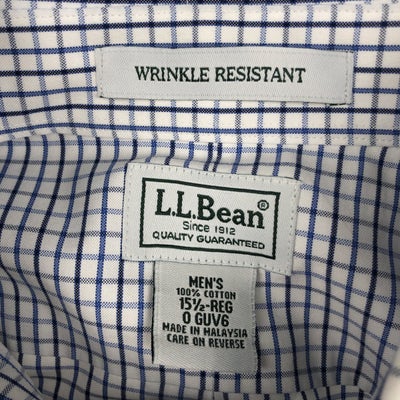 WRINKLE RESISTANT
L.L.Bean®
Since 1912
QUALITY GUARANTEED
MEN'S
100% COTTON
15½-REG
0 GUV6
MADE IN MALAYSIA
CARE ON REVERSE